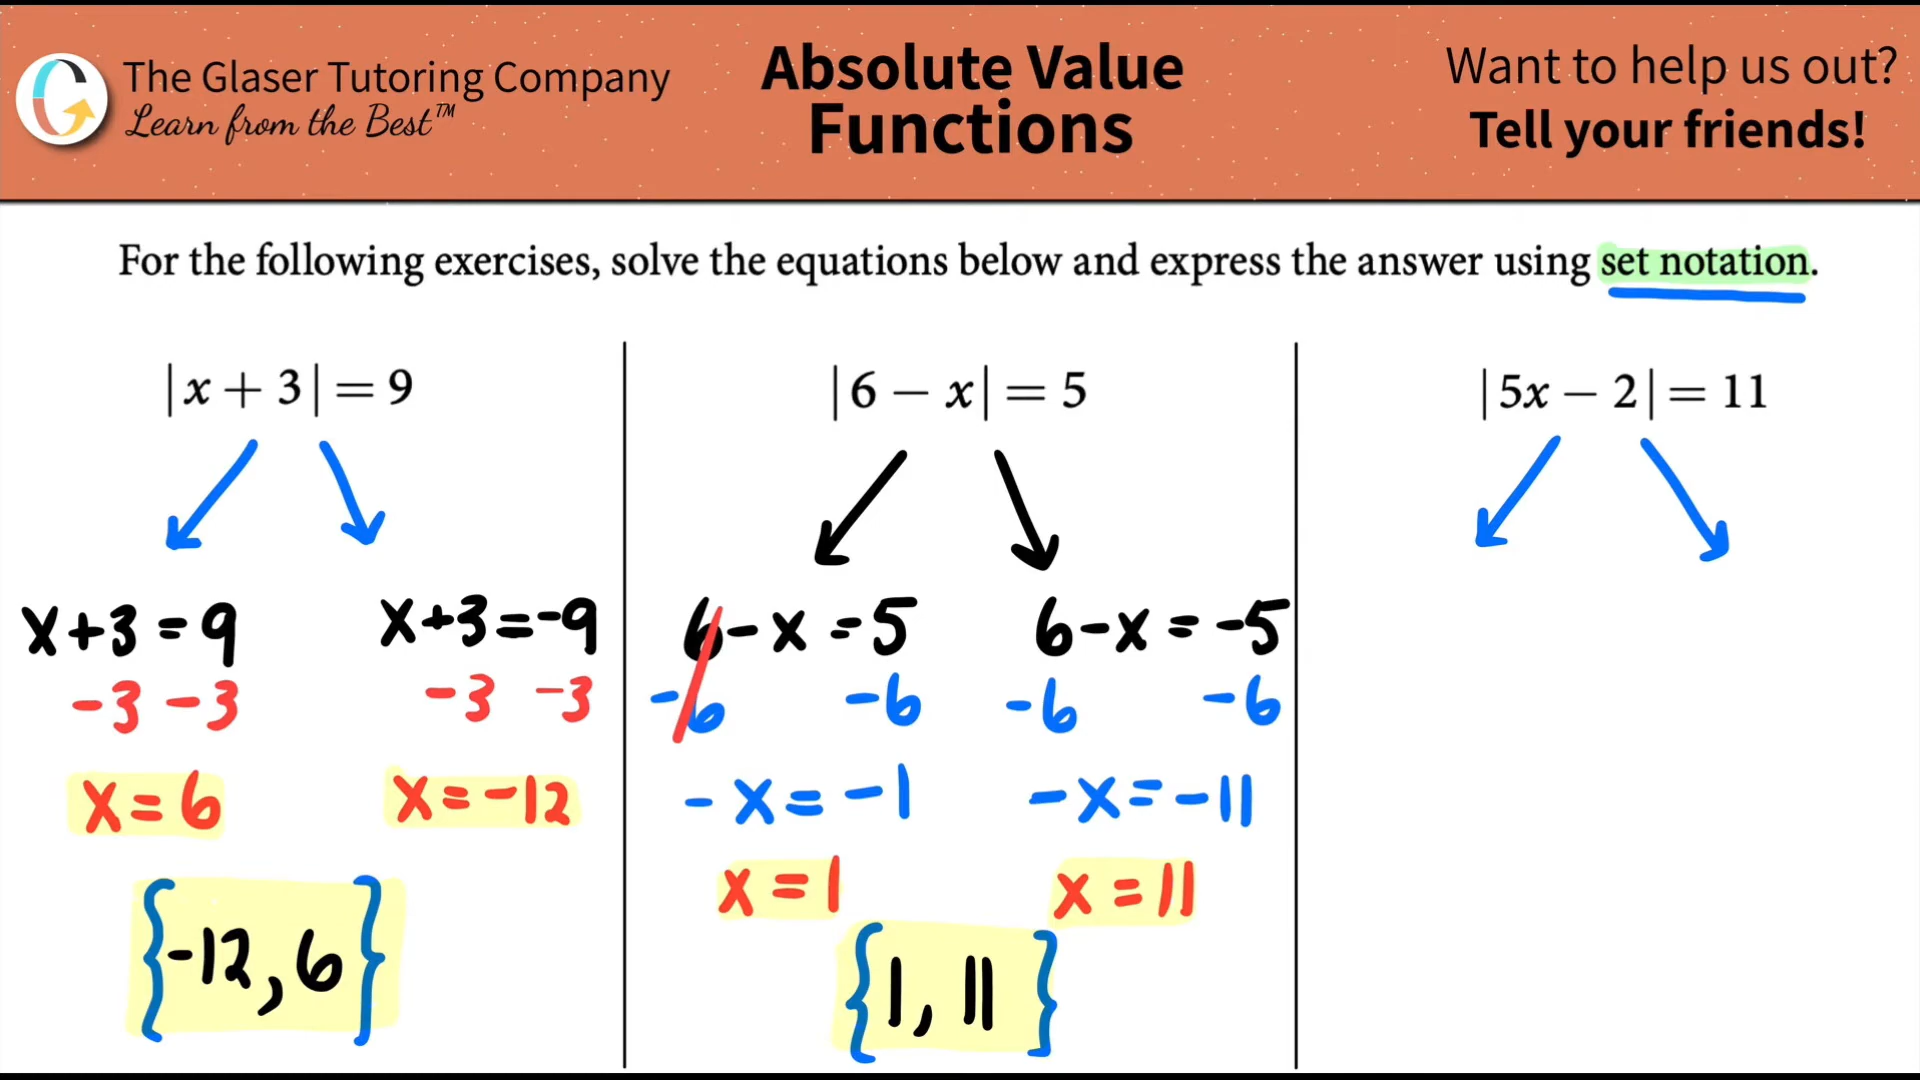 The Glaser Tutoring Company
Learn from the Best™
Absolute Value
Functions
Want to help us out?
Tell your friends!
For the following exercises, solve the equations below and express the answer using set notation.
|x + 3| = 9
x+3 = 9
x+3 = -9
-3 -3
-3 -3
x = 6
x = -12
{-12, 6}
|6 − x| = 5
6 - x = 5
6 - x = -5
-6 -6
-6 -6
- x = -1
- x = -11
x = 1
x = 11
{1, 11}
|5x − 2| = 11